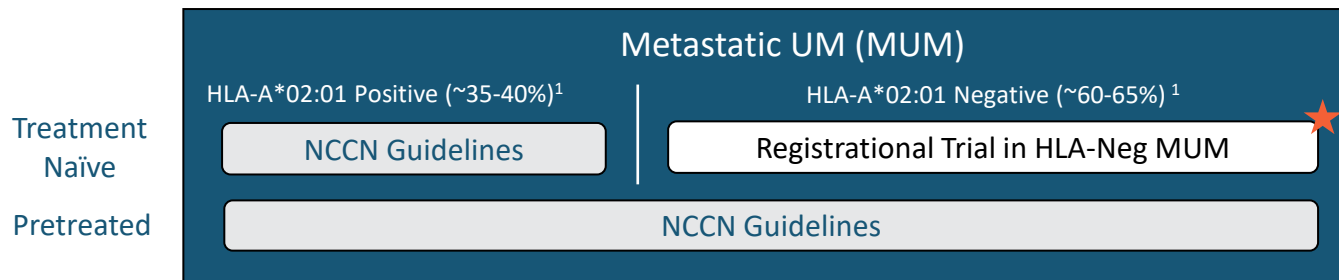 Metastatic UM (MUM)
HLA-A*02:01 Positive (~35-40%)¹
HLA-A*02:01 Negative (~60-65%) ¹
Treatment
Naïve
NCCN Guidelines
Registrational Trial in HLA-Neg MUM
Pretreated
NCCN Guidelines